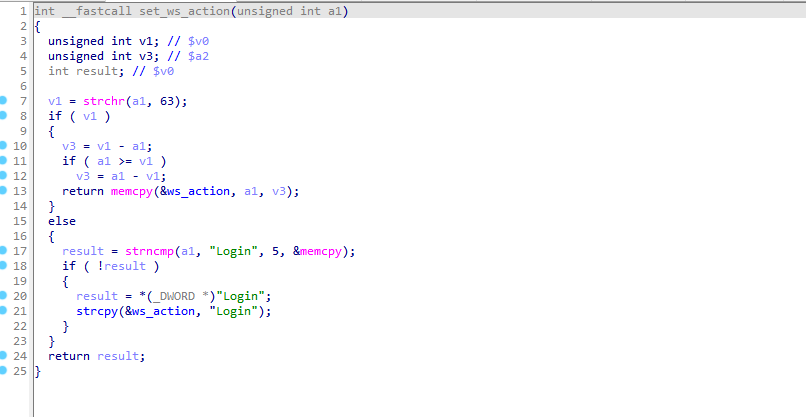 1 int __fastcall set_ws_action(unsigned int a1)
2 {
3 unsigned int v1; // $v0
4 unsigned int v3; // $a2
5 int result; // $v0
6
7 v1 = strchr(a1, 63);
8 if ( v1 )
9 {
10 v3 = v1 - a1;
11 if ( a1 >= v1 )
12 v3 = a1 - v1;
13 return memcpy(&ws_action, a1, v3);
14 }
15 else
16 {
17 result = strncmp(a1, "Login", 5, &memcpy);
18 if ( !result )
19 {
20 result = *(_DWORD *)"Login";
21 strcpy(&ws_action, "Login");
22 }
23 }
24 return result;
25 }